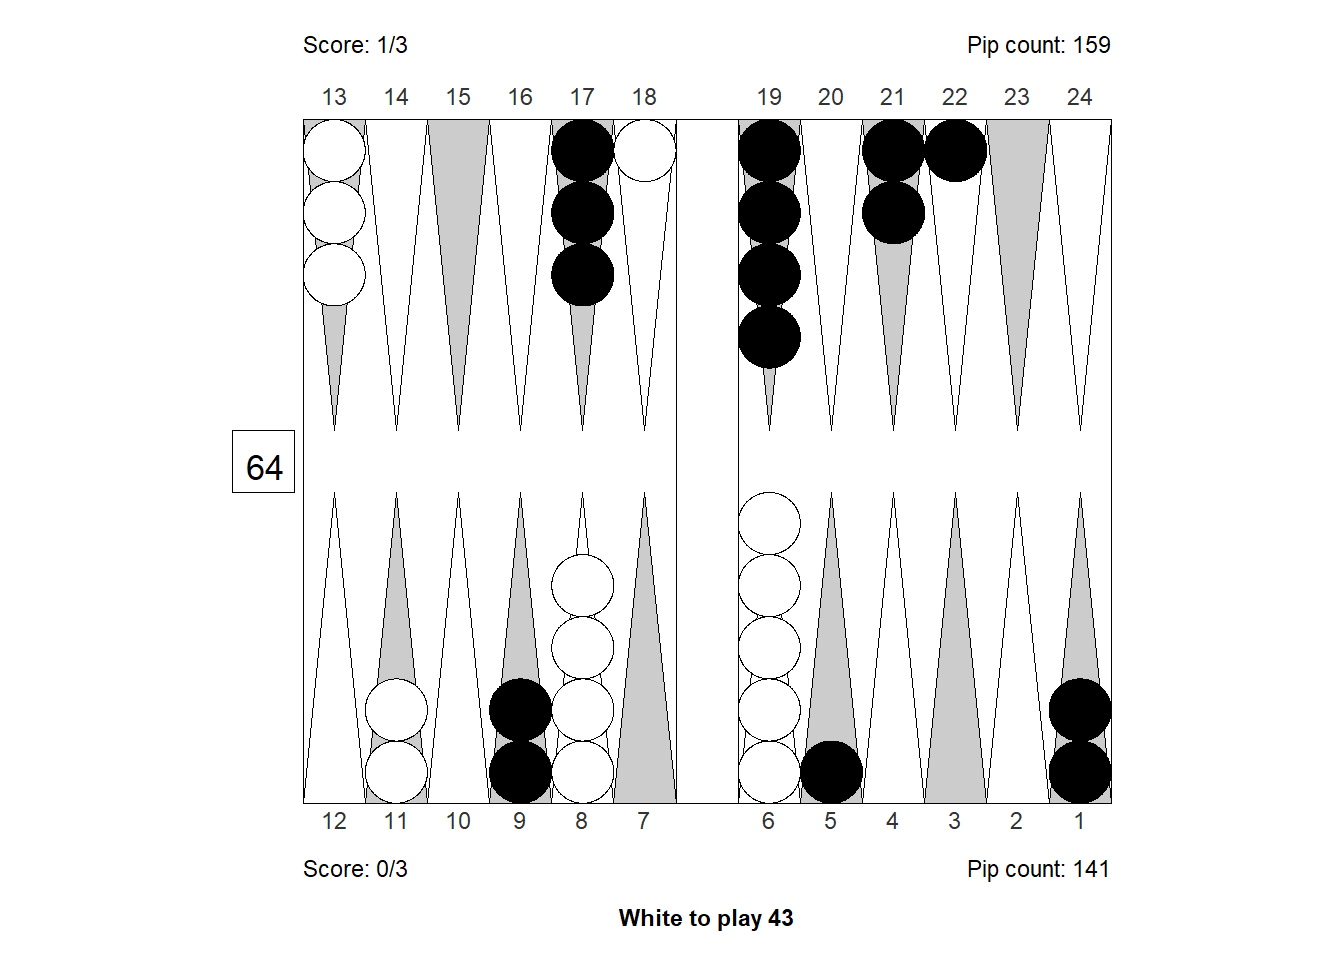 Score: 1/3 Pip count: 159
13 14 15 16 17 18 19 20 21 22 23 24
64
12 11 10 9 8 7 6 5 4 3 2 1
Score: 0/3 Pip count: 141
White to play 43